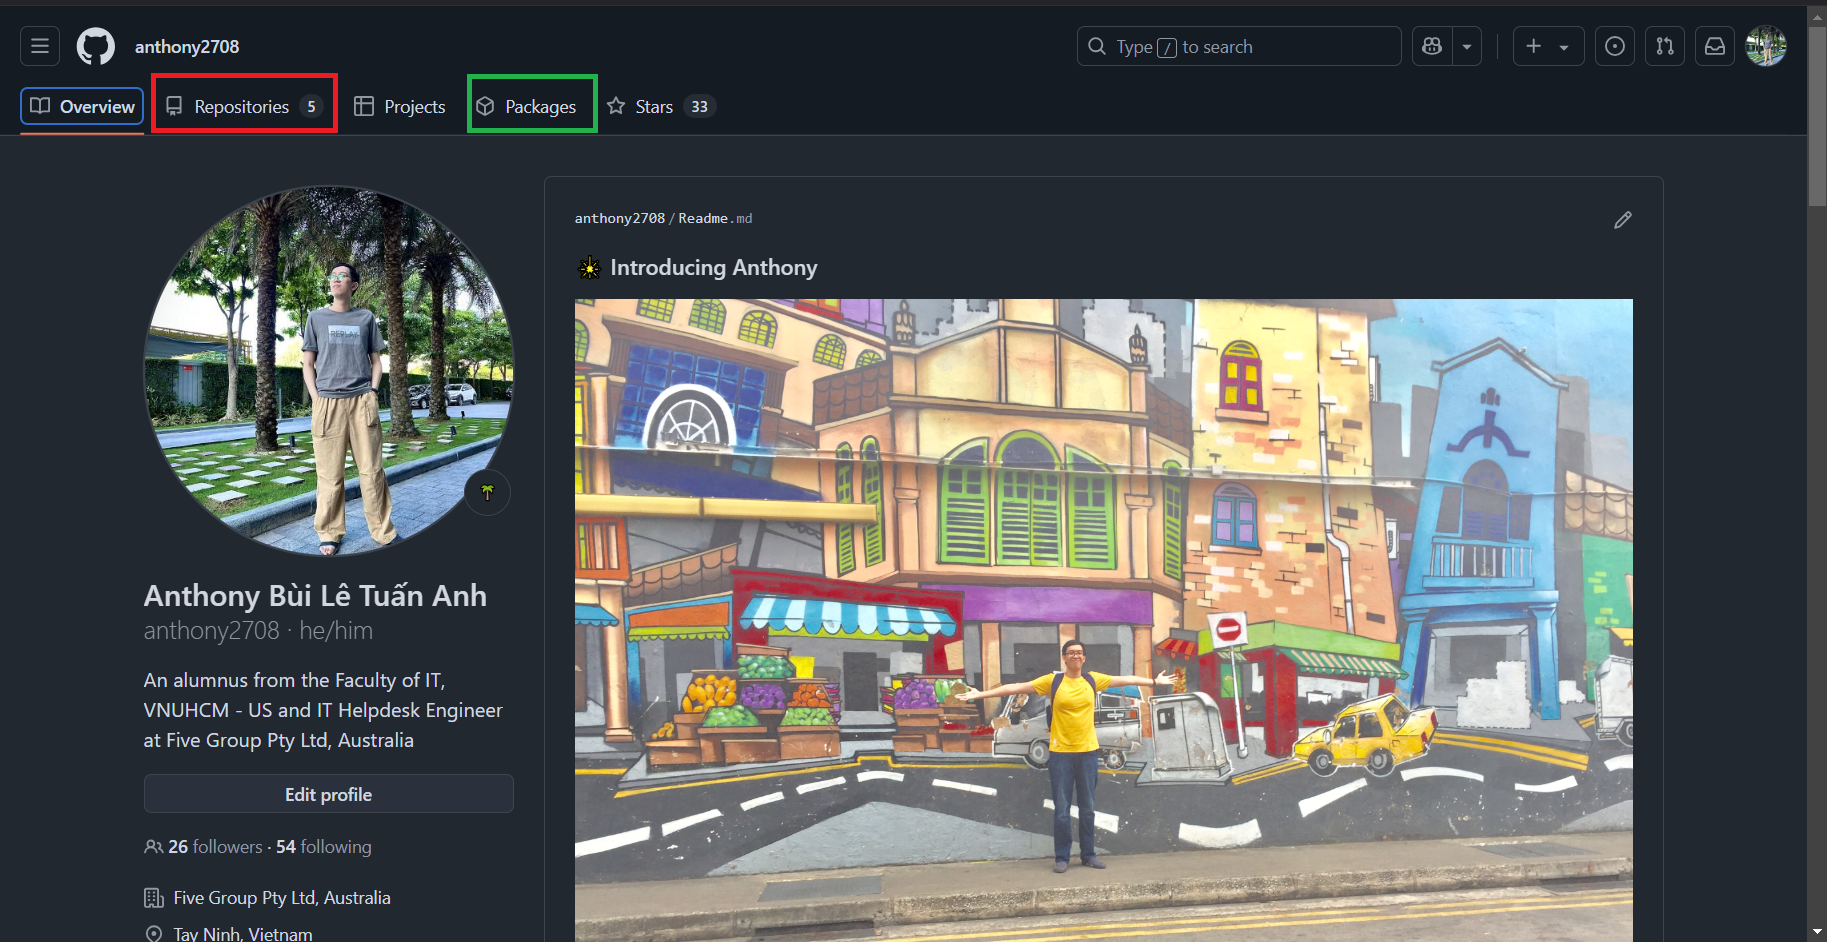 anthony2708
Type / to search
Overview
Repositories 5
Projects
Packages
Stars 33
anthony2708/Readme.md
Introducing Anthony
REPLAY
Anthony Bùi Lê Tuấn Anh
anthony2708 · he/him
An alumnus from the Faculty of IT,
VNUHCM - US and IT Helpdesk Engineer
at Five Group Pty Ltd, Australia
Edit profile
26 followers · 54 following
Five Group Pty Ltd, Australia
Tay Ninh, Vietnam